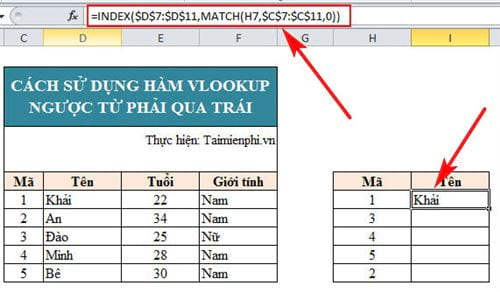 fx =INDEX($D$7:$D$11,MATCH(H7,$C$7:$C$11,0))
C D E F G H I
CÁCH SỬ DỤNG HÀM VLOOKUP
NGƯỢC TỪ PHẢI QUA TRÁI
Thực hiện: Taimienphi.vn
Mã Tên Tuổi Giới tính Mã Tên
1 Khải 22 Nam 1 Khải
2 An 34 Nam 3
3 Đào 25 Nữ 4
4 Minh 28 Nam 5
5 Bê 30 Nam 2